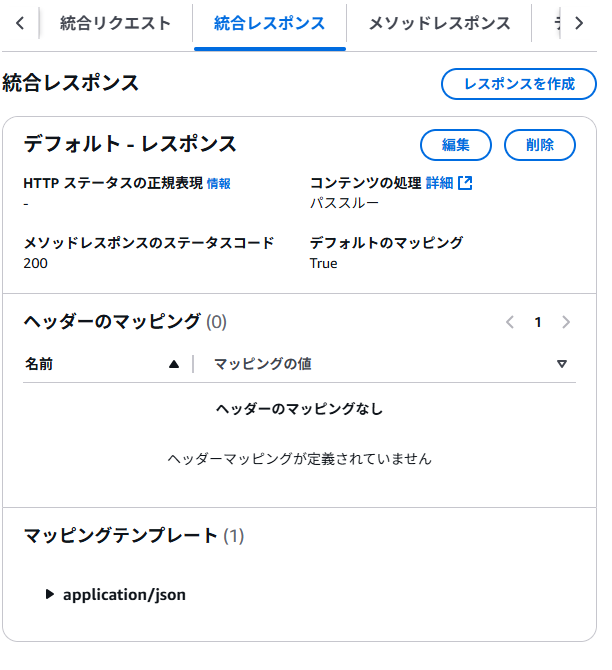 統合リクエスト 統合レスポンス メソッドレスポンス
統合レスポンス レスポンスを作成
デフォルト - レスポンス 編集 削除
HTTP ステータスの正規表現 情報 コンテンツの処理 詳細
- パススルー
メソッドレスポンスのステータスコード デフォルトのマッピング
200 True
ヘッダーのマッピング (0) 1
名前 マッピングの値
ヘッダーのマッピングなし
ヘッダーマッピングが定義されていません
マッピングテンプレート (1)
application/json